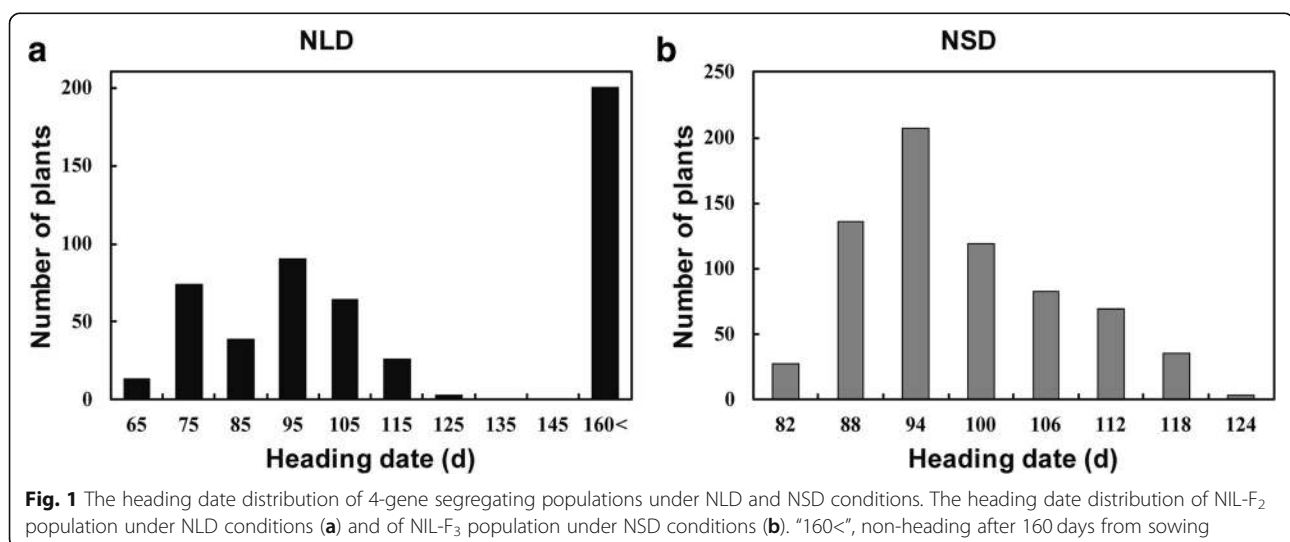 a
NLD
Number of plants
200
150
100
50
0
65 75 85 95 105 115 125 135 145 160<
Heading date (d)
b
NSD
Number of plants
250
200
150
100
50
0
82 88 94 100 106 112 118 124
Heading date (d)
Fig. 1 The heading date distribution of 4-gene segregating populations under NLD and NSD conditions. The heading date distribution of NIL-F₂
population under NLD conditions (a) and of NIL-F₃ population under NSD conditions (b). “160<”, non-heading after 160 days from sowing